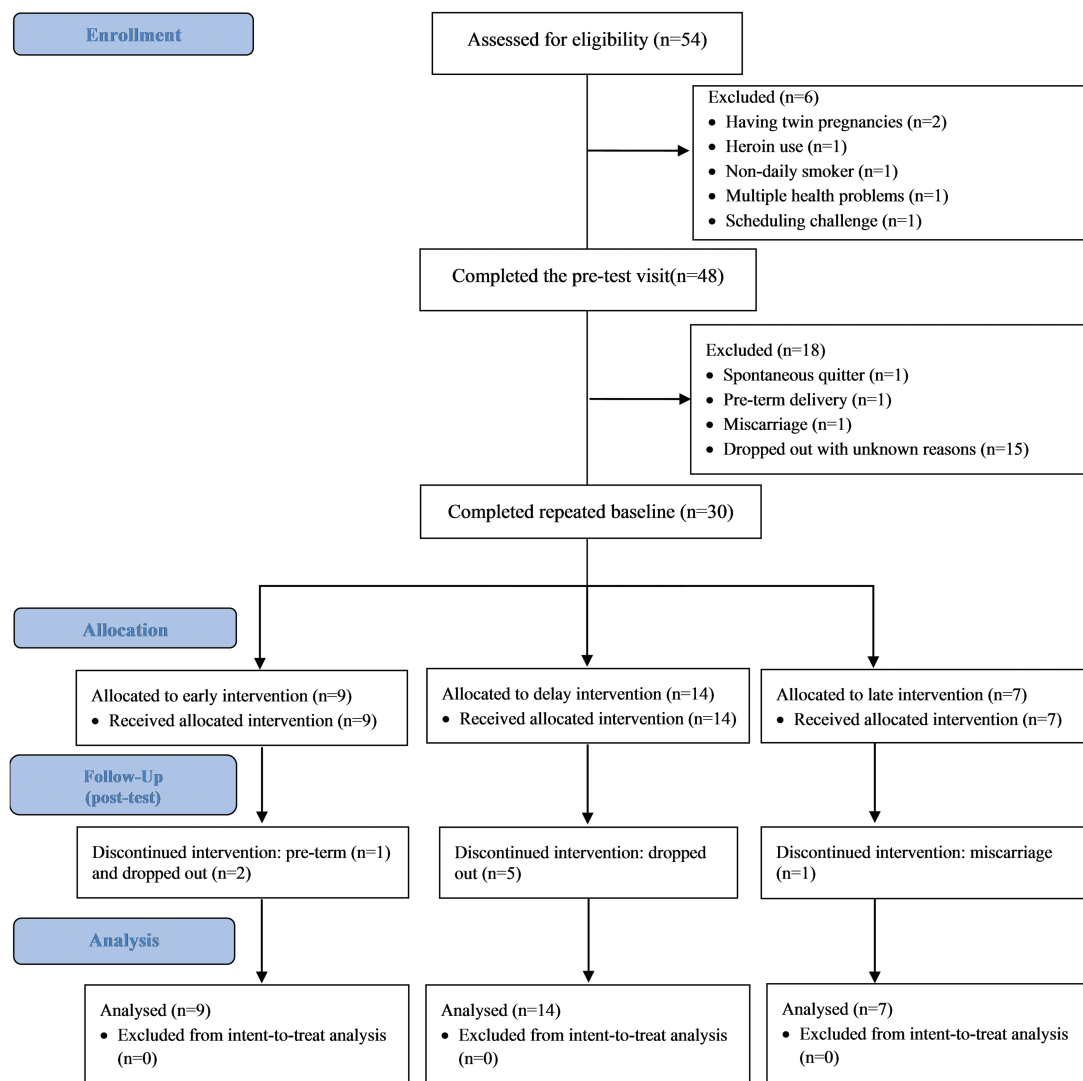 Enrollment
Assessed for eligibility (n=54)
Excluded (n=6)
• Having twin pregnancies (n=2)
• Heroin use (n=1)
• Non-daily smoker (n=1)
• Multiple health problems (n=1)
• Scheduling challenge (n=1)
Completed the pre-test visit(n=48)
Excluded (n=18)
• Spontaneous quitter (n=1)
• Pre-term delivery (n=1)
• Miscarriage (n=1)
• Dropped out with unknown reasons (n=15)
Completed repeated baseline (n=30)
Allocation
Allocated to early intervention (n=9)
• Received allocated intervention (n=9)
Allocated to delay intervention (n=14)
• Received allocated intervention (n=14)
Allocated to late intervention (n=7)
• Received allocated intervention (n=7)
Follow-Up
(post-test)
Discontinued intervention: pre-term (n=1)
and dropped out (n=2)
Discontinued intervention: dropped
out (n=5)
Discontinued intervention: miscarriage
(n=1)
Analysis
Analysed (n=9)
• Excluded from intent-to-treat analysis
(n=0)
Analysed (n=14)
• Excluded from intent-to-treat analysis
(n=0)
Analysed (n=7)
• Excluded from intent-to-treat analysis
(n=0)